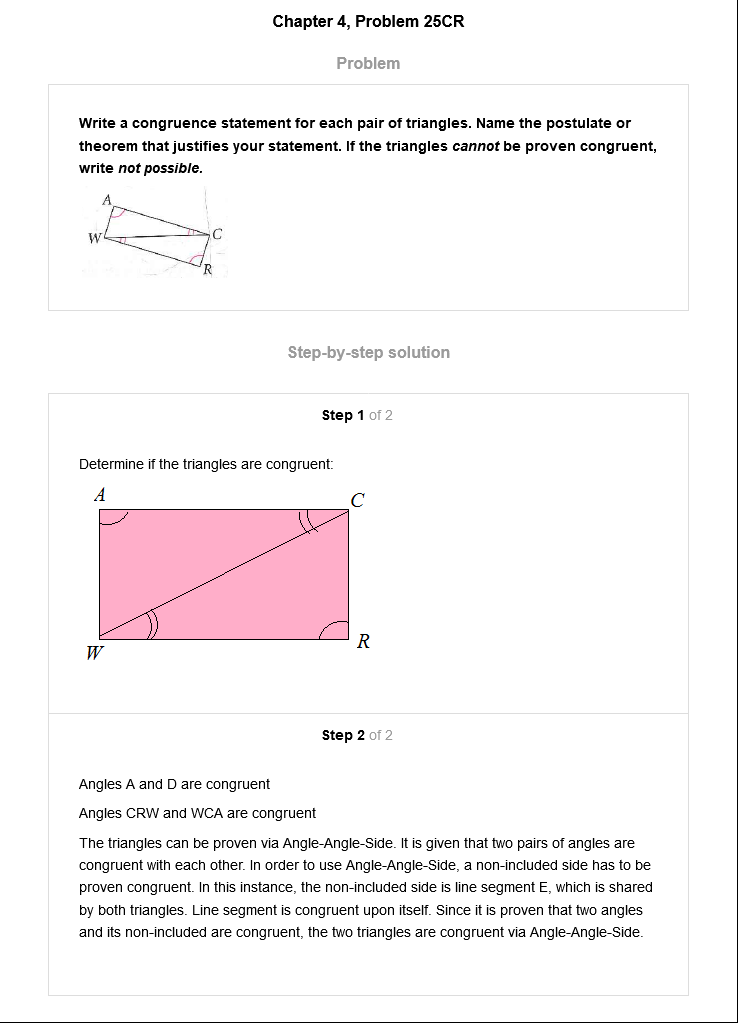 Chapter 4, Problem 25CR
Problem
Write a congruence statement for each pair of triangles. Name the postulate or
theorem that justifies your statement. If the triangles cannot be proven congruent,
write not possible.
A
W
C
R
Step-by-step solution
Step 1 of 2
Determine if the triangles are congruent:
A
C
W
R
Step 2 of 2
Angles A and D are congruent
Angles CRW and WCA are congruent
The triangles can be proven via Angle-Angle-Side. It is given that two pairs of angles are
congruent with each other. In order to use Angle-Angle-Side, a non-included side has to be
proven congruent. In this instance, the non-included side is line segment E, which is shared
by both triangles. Line segment is congruent upon itself. Since it is proven that two angles
and its non-included are congruent, the two triangles are congruent via Angle-Angle-Side.